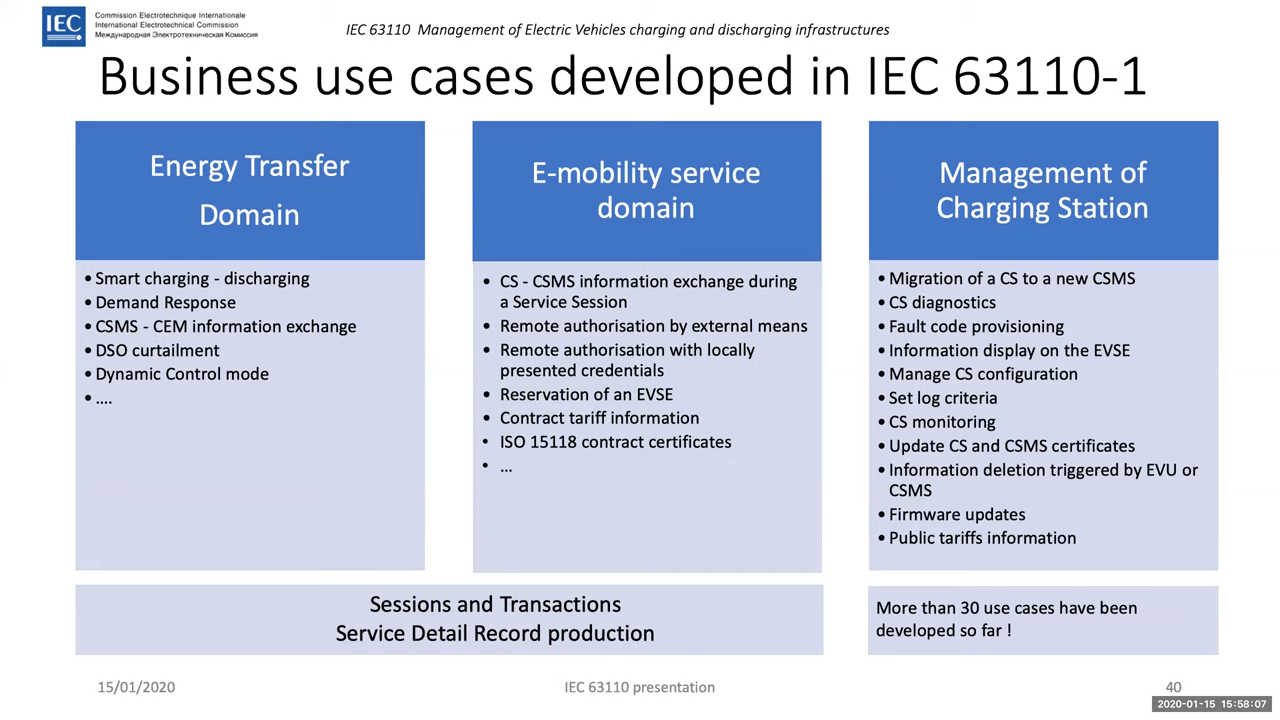 IEC
Commission Electrotechnique Internationale
International Electrotechnical Commission
Международная Электротехническая Комиссия
IEC 63110 Management of Electric Vehicles charging and discharging infrastructures
Business use cases developed in IEC 63110-1
Energy Transfer
Domain
• Smart charging - discharging
• Demand Response
• CSMS - CEM information exchange
• DSO curtailment
• Dynamic Control mode
• ....
E-mobility service
domain
• CS - CSMS information exchange during
a Service Session
• Remote authorisation by external means
• Remote authorisation with locally
presented credentials
• Reservation of an EVSE
• Contract tariff information
• ISO 15118 contract certificates
• ...
Management of
Charging Station
• Migration of a CS to a new CSMS
• CS diagnostics
• Fault code provisioning
• Information display on the EVSE
• Manage CS configuration
• Set log criteria
• CS monitoring
• Update CS and CSMS certificates
• Information deletion triggered by EVU or
CSMS
• Firmware updates
• Public tariffs information
Sessions and Transactions
Service Detail Record production
More than 30 use cases have been
developed so far !
15/01/2020
IEC 63110 presentation
40
2020-01-15 15:58:07